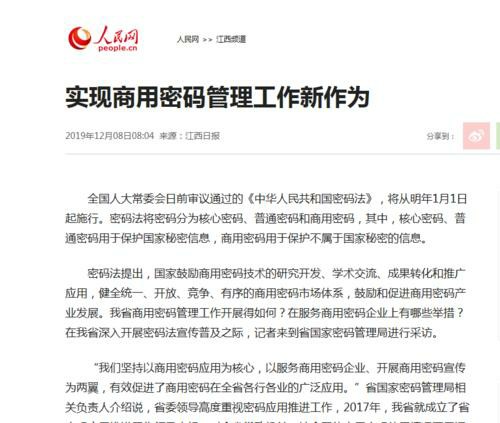 人民网
people.cn
人民网 >> 江西频道
实现商用密码管理工作新作为
2019年12月08日08:04 来源：江西日报
分享到：
全国人大常委会日前审议通过的《中华人民共和国密码法》，将从明年1月1日
起施行。密码法将密码分为核心密码、普通密码和商用密码，其中，核心密码、普
通密码用于保护国家秘密信息，商用密码用于保护不属于国家秘密的信息。
密码法提出，国家鼓励商用密码技术的研究开发、学术交流、成果转化和推广
应用，健全统一、开放、竞争、有序的商用密码市场体系，鼓励和促进商用密码产
业发展。我省商用密码管理工作开展得如何？在服务商用密码企业上有哪些举措？
在我省深入开展密码法宣传普及之际，记者来到省国家密码管理局进行采访。
“我们坚持以商用密码应用为核心，以服务商用密码企业、开展商用密码宣传
为两翼，有效促进了商用密码在全省各行各业的广泛应用。”省国家密码管理局相
关负责人介绍说，省委领导高度重视密码应用推进工作，2017年，我省就成立了省